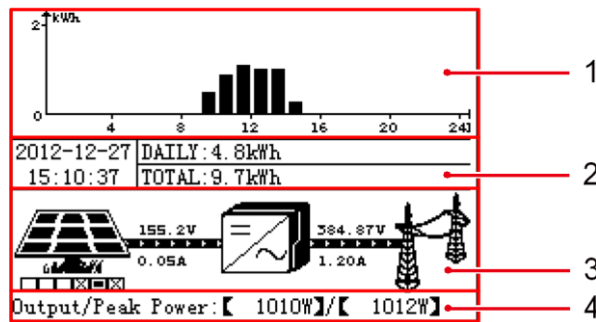 2 kWh
1
0
4 8 12 16 20 24
2012-12-27 DAILY:4.8kWh
15:10:37 TOTAL:9.7kWh
2
155.2V 384.87V
0.05A 1.20A
3
Output/Peak Power:【 1010W】/【 1012W】
4